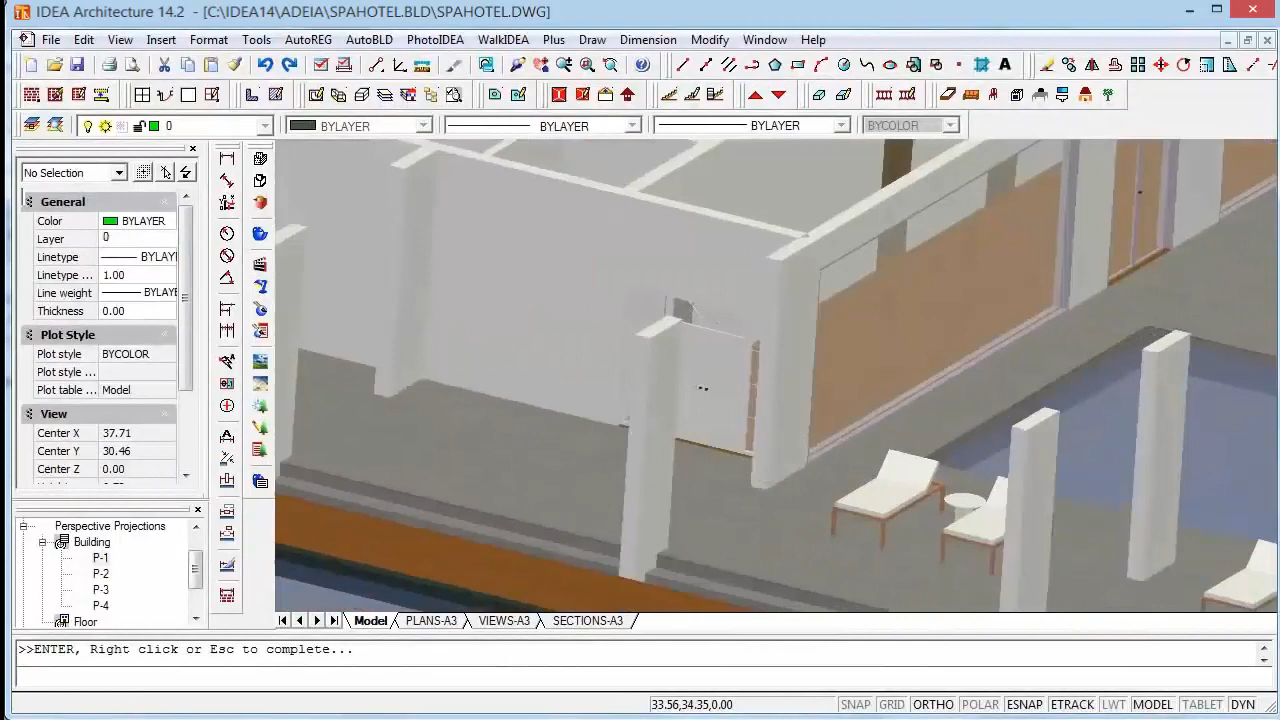 IDEA Architecture 14.2 - [C:\IDEA14\ADEIA\SPAHOTEL.BLD\SPAHOTEL.DWG]
File Edit View Insert Format Tools AutoREG AutoBLD PhotoIDEA WalkIDEA Plus Draw Dimension Modify Window Help
0 BYLAYER BYLAYER BYLAYER BYCOLOR
No Selection
General
Color BYLAYER
Layer 0
Linetype BYLAYI
Linetype ... 1.00
Line weight BYLAYE
Thickness 0.00
Plot Style
Plot style BYCOLOR
Plot style ...
Plot table ... Model
View
Center X 37.71
Center Y 30.46
Center Z 0.00
Perspective Projections
Building
P-1
P-2
P-3
P-4
Floor
Model PLANS-A3 VIEWS-A3 SECTIONS-A3
>>ENTER, Right click or Esc to complete...
33.56,34.35,0.00 SNAP GRID ORTHO POLAR ESNAP ETRACK LWT MODEL TABLET DYN